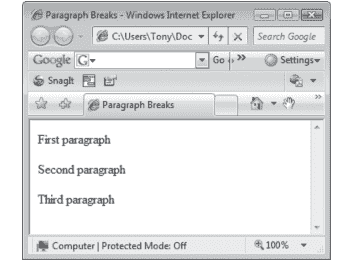 Paragraph Breaks - Windows Internet Explorer
C:\Users\Tony\Doc
Search Google
Google
G
Go
»
Settings
SnagIt
Paragraph Breaks
»
First paragraph
Second paragraph
Third paragraph
Computer | Protected Mode: Off
100%